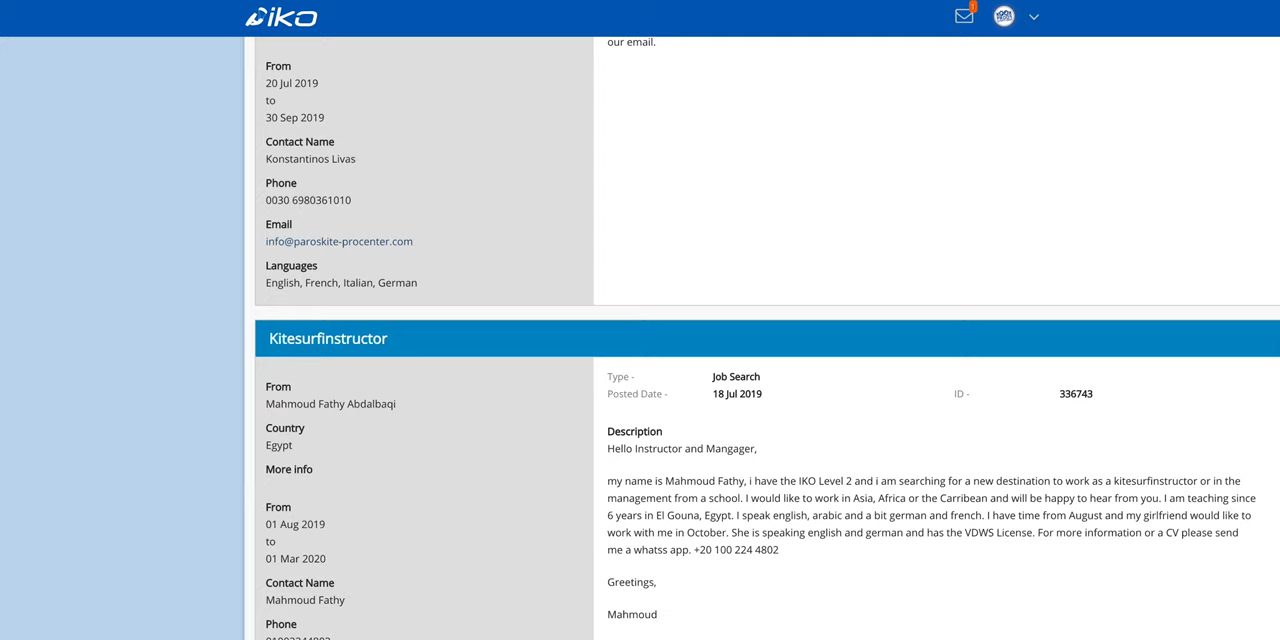 iko
1
our email.
From
20 Jul 2019
to
30 Sep 2019
Contact Name
Konstantinos Livas
Phone
0030 6980361010
Email
info@paroskite-procenter.com
Languages
English, French, Italian, German
Kitesurfinstructor
From
Mahmoud Fathy Abdalbaqi
Country
Egypt
More info
From
01 Aug 2019
to
01 Mar 2020
Contact Name
Mahmoud Fathy
Phone
Type - Job Search
Posted Date - 18 Jul 2019 ID - 336743
Description
Hello Instructor and Mangager,
my name is Mahmoud Fathy, i have the IKO Level 2 and i am searching for a new destination to work as a kitesurfinstructor or in the
management from a school. I would like to work in Asia, Africa or the Carribean and will be happy to hear from you. I am teaching since
6 years in El Gouna, Egypt. I speak english, arabic and a bit german and french. I have time from August and my girlfriend would like to
work with me in October. She is speaking english and german and has the VDWS License. For more information or a CV please send
me a whatss app. +20 100 224 4802
Greetings,
Mahmoud